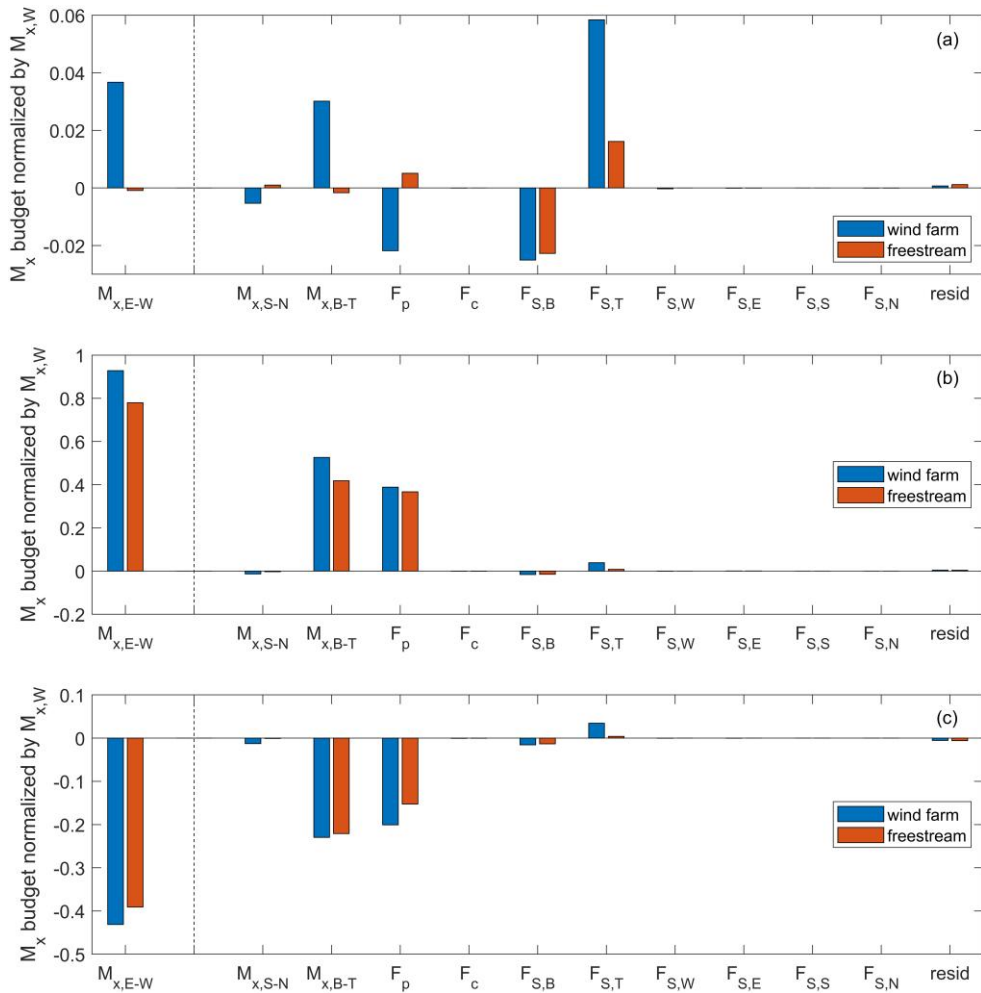 M_x budget normalized by M_x,W
0.06
0.04
0.02
0
-0.02
(a)
wind farm
freestream
M_x,E-W M_x,S-N M_x,B-T F_p F_c F_S,B F_S,T F_S,W F_S,E F_S,S F_S,N resid
M_x budget normalized by M_x,W
1
0.8
0.6
0.4
0.2
0
-0.2
(b)
wind farm
freestream
M_x,E-W M_x,S-N M_x,B-T F_p F_c F_S,B F_S,T F_S,W F_S,E F_S,S F_S,N resid
M_x budget normalized by M_x,W
0.1
0
-0.1
-0.2
-0.3
-0.4
-0.5
(c)
wind farm
freestream
M_x,E-W M_x,S-N M_x,B-T F_p F_c F_S,B F_S,T F_S,W F_S,E F_S,S F_S,N resid